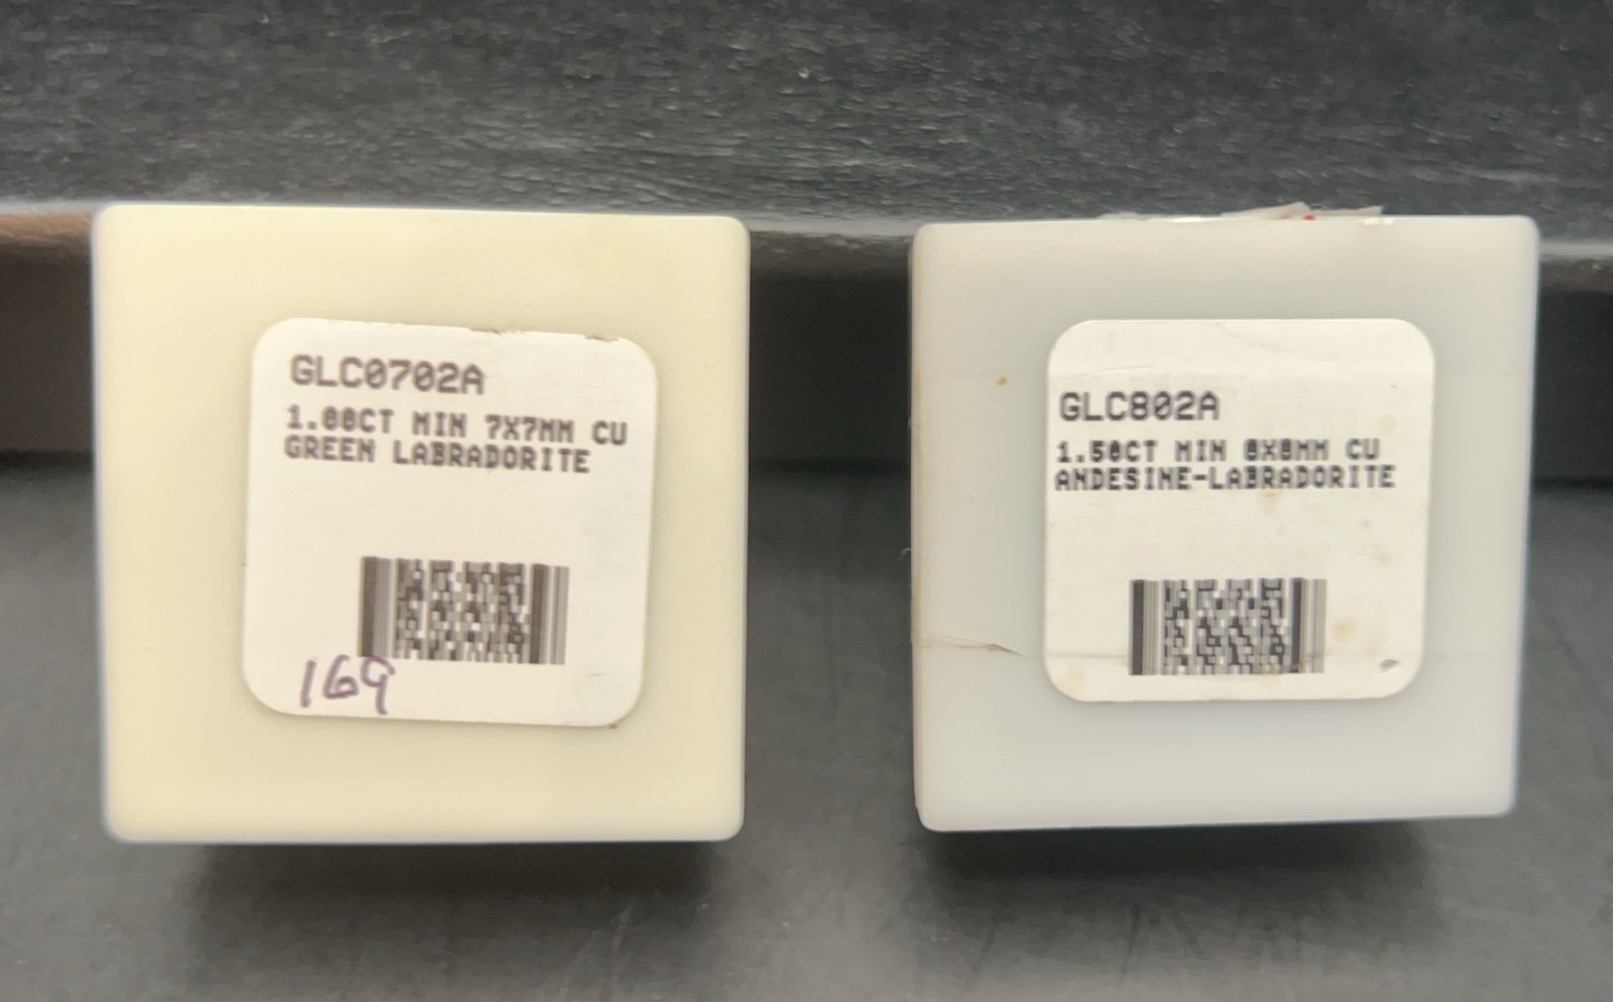 GLC0702A
1.00CT MIN 7X7MM CU
GREEN LABRADORITE
169
GLC802A
1.50CT MIN 8X8MM CU
ANDESINE-LABRADORITE